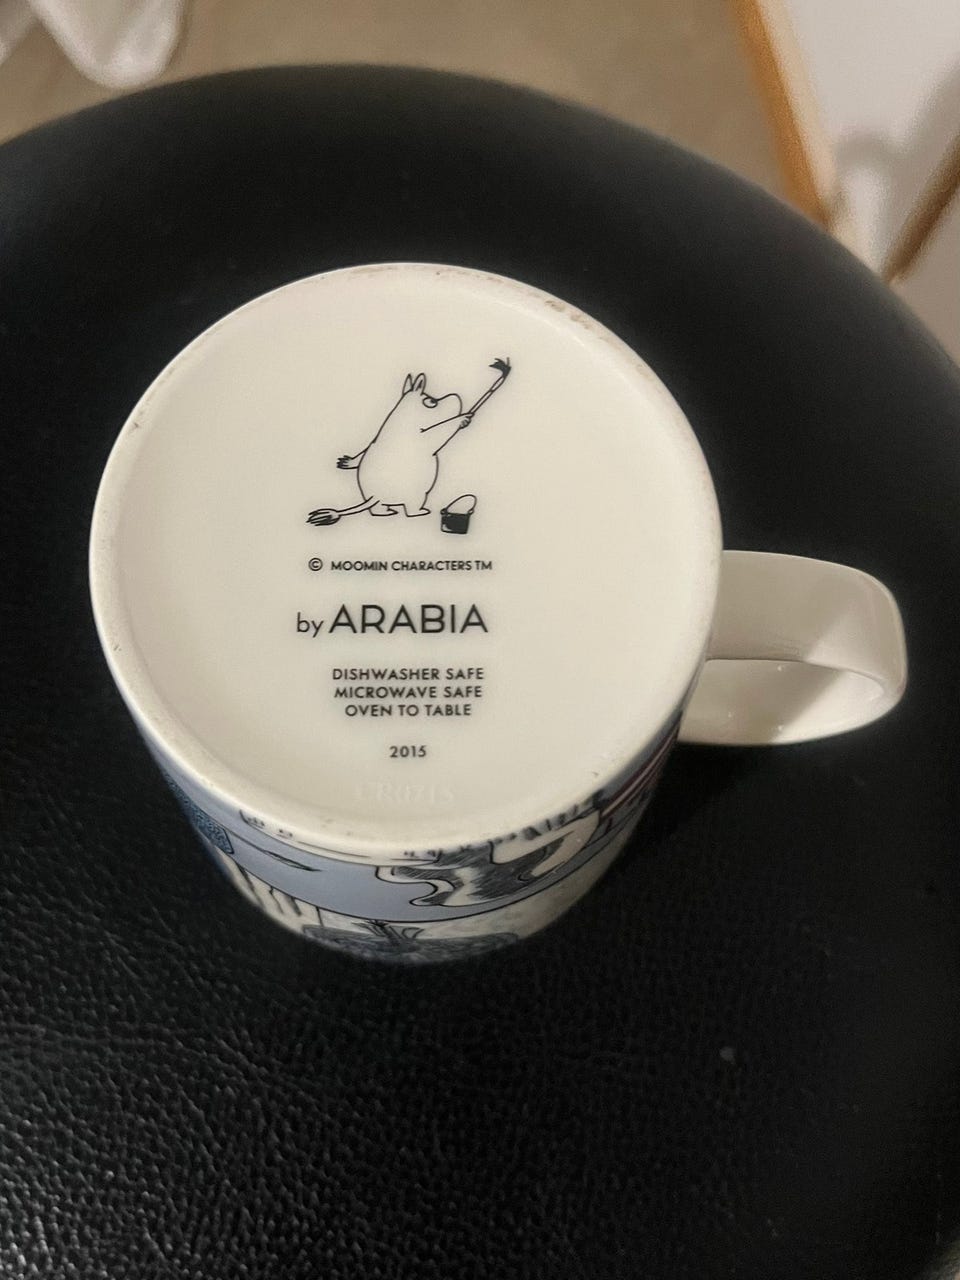 © MOOMIN CHARACTERS TM
by ARABIA
DISHWASHER SAFE
MICROWAVE SAFE
OVEN TO TABLE
2015